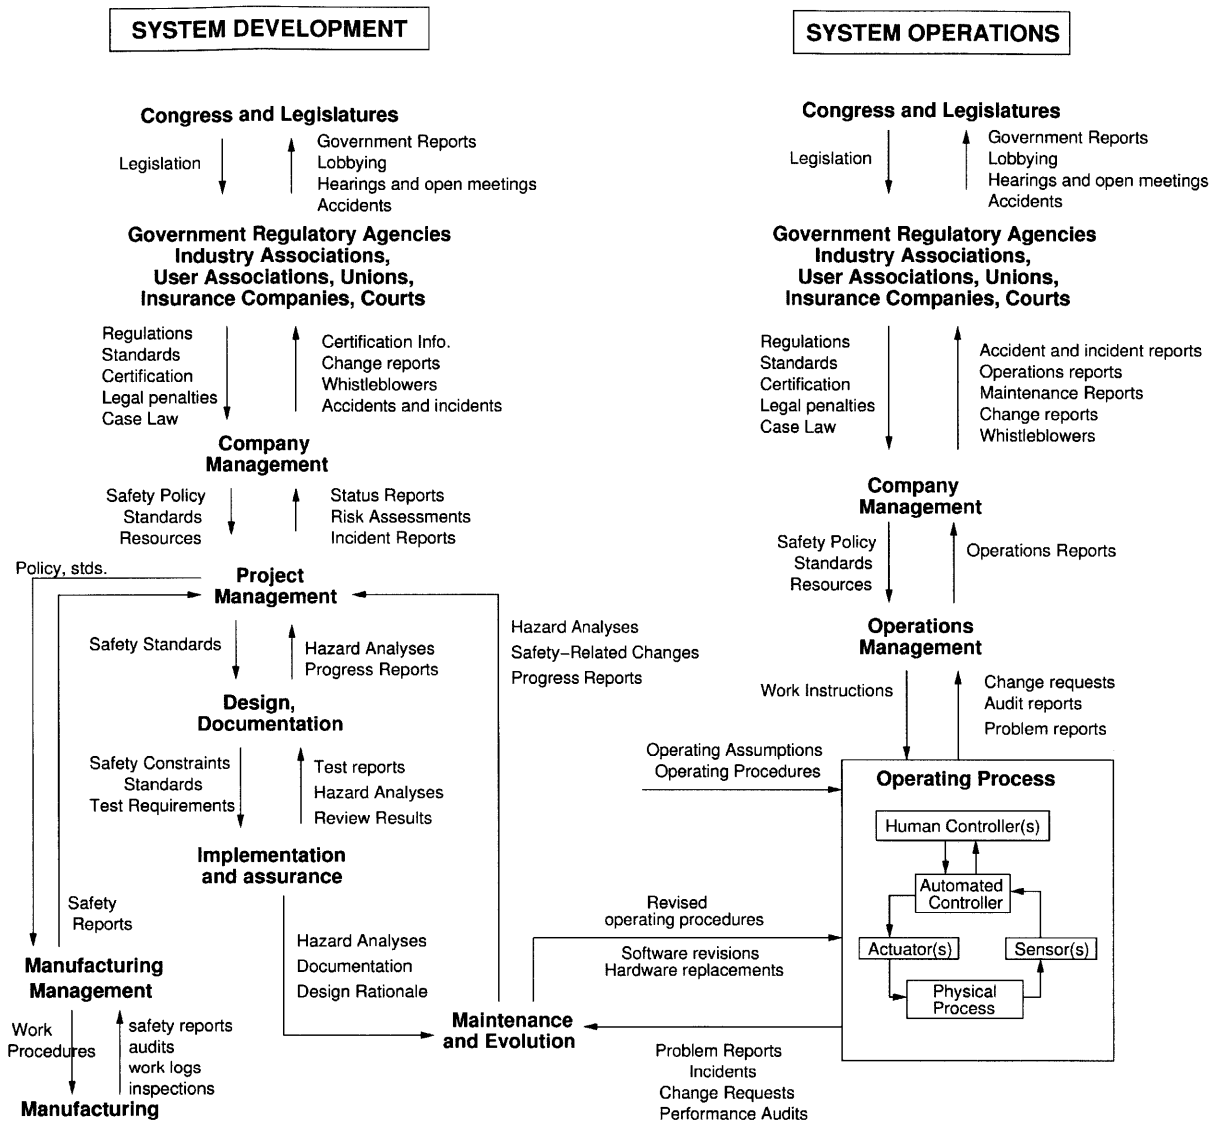 SYSTEM DEVELOPMENT
Congress and Legislatures
Legislation
Government Reports
Lobbying
Hearings and open meetings
Accidents
Government Regulatory Agencies
Industry Associations,
User Associations, Unions,
Insurance Companies, Courts
Regulations
Standards
Certification
Legal penalties
Case Law
Certification Info.
Change reports
Whistleblowers
Accidents and incidents
Company
Management
Safety Policy
Standards
Resources
Status Reports
Risk Assessments
Incident Reports
Policy, stds.
Project
Management
Safety Standards
Hazard Analyses
Progress Reports
Hazard Analyses
Safety-Related Changes
Progress Reports
Design,
Documentation
Safety Constraints
Standards
Test Requirements
Test reports
Hazard Analyses
Review Results
Implementation
and assurance
Safety
Reports
Hazard Analyses
Documentation
Design Rationale
Manufacturing
Management
Work
Procedures
safety reports
audits
work logs
inspections
Manufacturing
Maintenance
and Evolution
SYSTEM OPERATIONS
Congress and Legislatures
Legislation
Government Reports
Lobbying
Hearings and open meetings
Accidents
Government Regulatory Agencies
Industry Associations,
User Associations, Unions,
Insurance Companies, Courts
Regulations
Standards
Certification
Legal penalties
Case Law
Accident and incident reports
Operations reports
Maintenance Reports
Change reports
Whistleblowers
Company
Management
Safety Policy
Standards
Resources
Operations Reports
Operations
Management
Work Instructions
Change requests
Audit reports
Problem reports
Operating Assumptions
Operating Procedures
Operating Process
Human Controller(s)
Automated
Controller
Actuator(s)
Sensor(s)
Physical
Process
Revised
operating procedures
Software revisions
Hardware replacements
Problem Reports
Incidents
Change Requests
Performance Audits